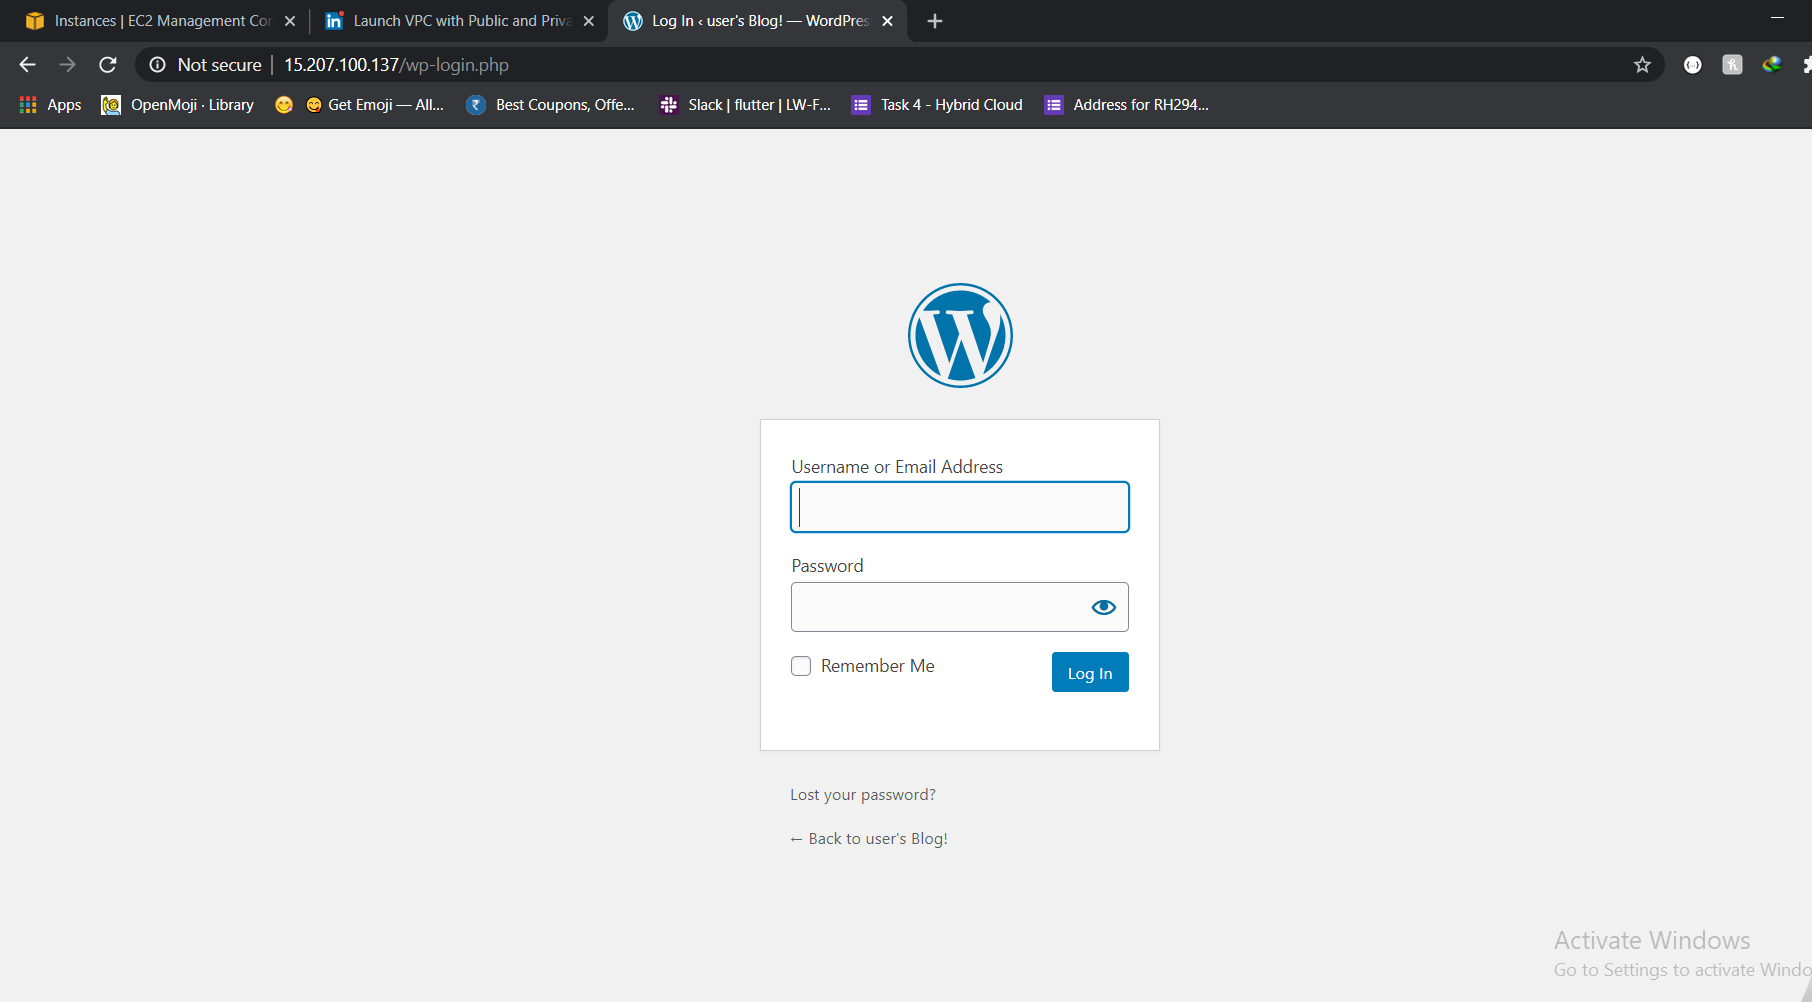 Instances | EC2 Management Con
Launch VPC with Public and Priva
Log In ‹ user's Blog! — WordPres
Not secure | 15.207.100.137/wp-login.php
Apps OpenMoji · Library Get Emoji — All... Best Coupons, Offe... Slack | flutter | LW-F... Task 4 - Hybrid Cloud Address for RH294...
Username or Email Address
Password
Remember Me
Log In
Lost your password?
← Back to user's Blog!
Activate Windows
Go to Settings to activate Windo